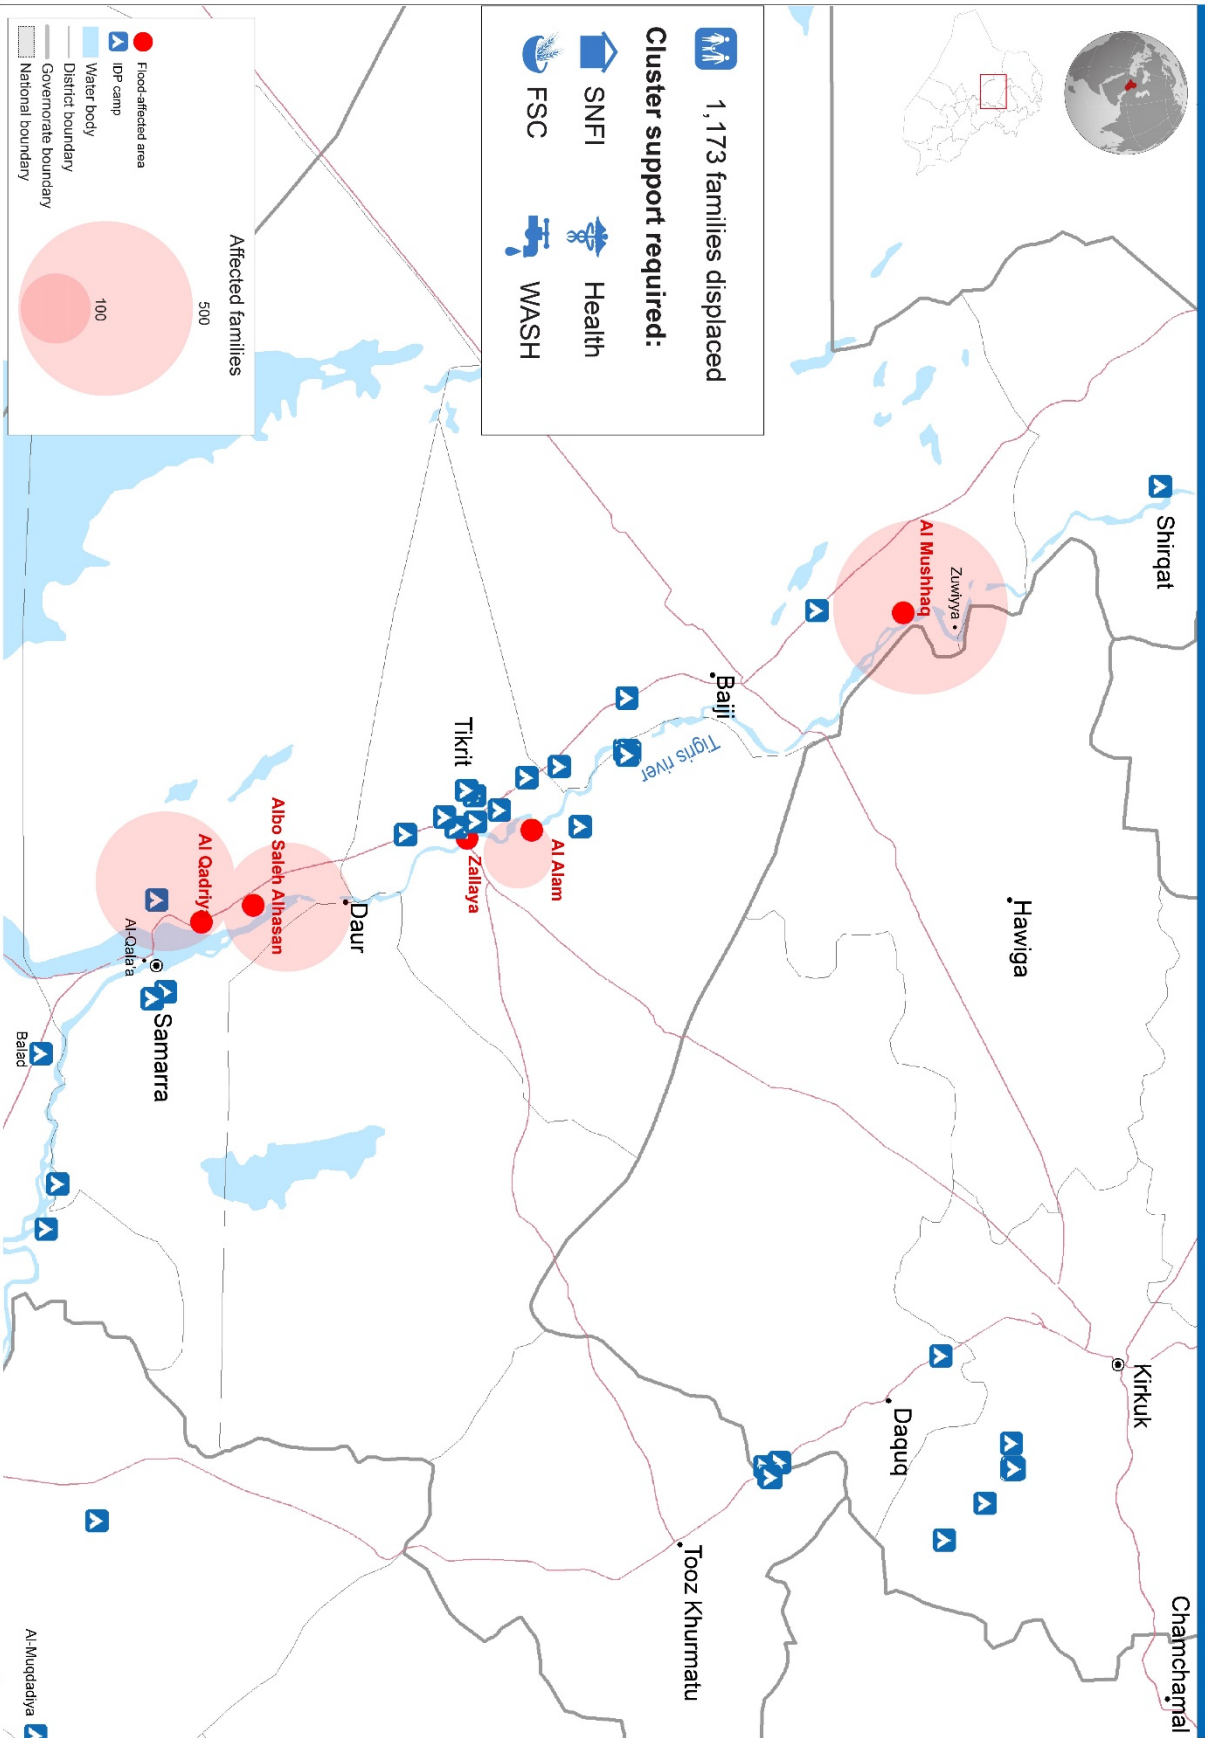 1,173 families displaced
Cluster support required:
SNFI
Health
FSC
WASH
Flood-affected area
IDP camp
Water body
District boundary
Governorate boundary
National boundary
Affected families
500
100
Shirqat
Al Mushhaq
Zuwiyya
Baiji
Tigris river
Hawiga
Kirkuk
Chamchamal
Daquq
Tooz Khurmatu
Tikrit
Al Alam
Zallaya
Daur
Albo Saleh Alhasan
Al Qadriya
Al-Qala'a
Samarra
Balad
Al-Muqdadiya